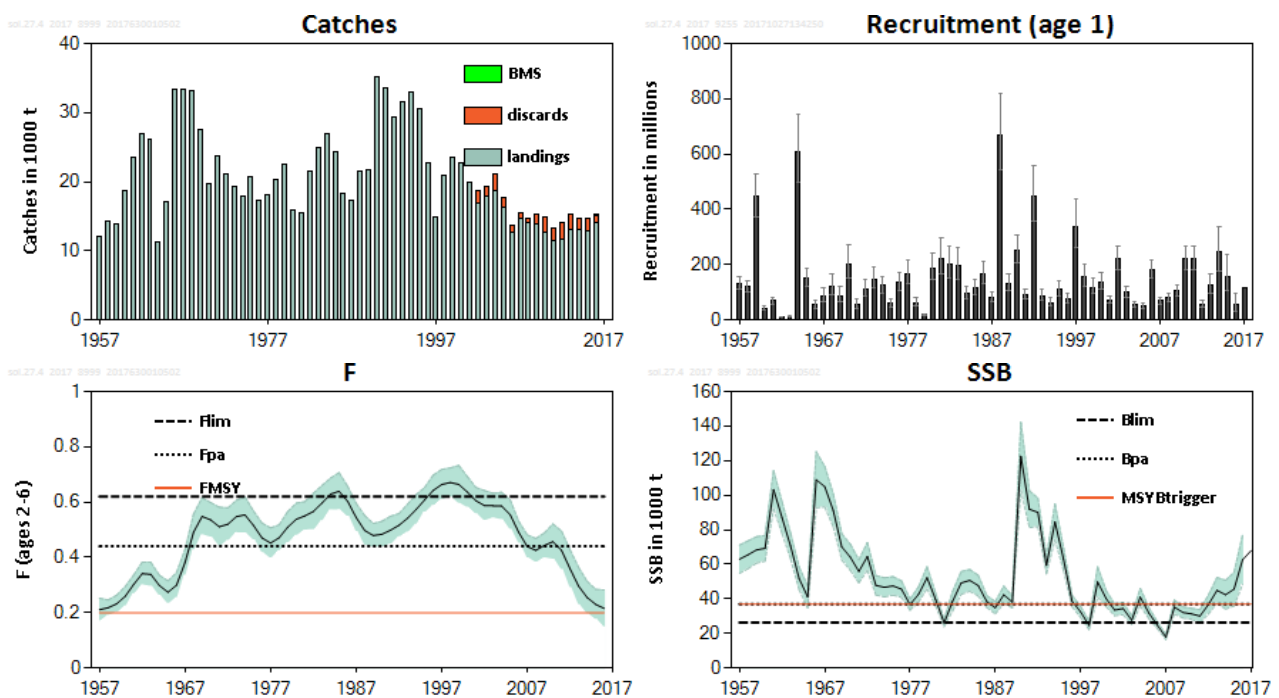 sol.27.4 2017 8999 2017630010502
Catches
40
30
20
10
0
Catches in 1000 t
BMS
discards
landings
1957
1977
1997
2017
sol.27.4 2017 9255 20171027134250
Recruitment (age 1)
1000
800
600
400
200
0
Recruitment in millions
1957
1967
1977
1987
1997
2007
2017
sol.27.4 2017 8999 2017630010502
F
1
0.8
0.6
0.4
0.2
0
F (ages 2-6)
Flim
Fpa
FMSY
1957
1967
1977
1987
1997
2007
2017
sol.27.4 2017 8999 2017630010502
SSB
160
140
120
100
80
60
40
20
0
SSB in 1000 t
Blim
Bpa
MSYBtrigger
1957
1967
1977
1987
1997
2007
2017